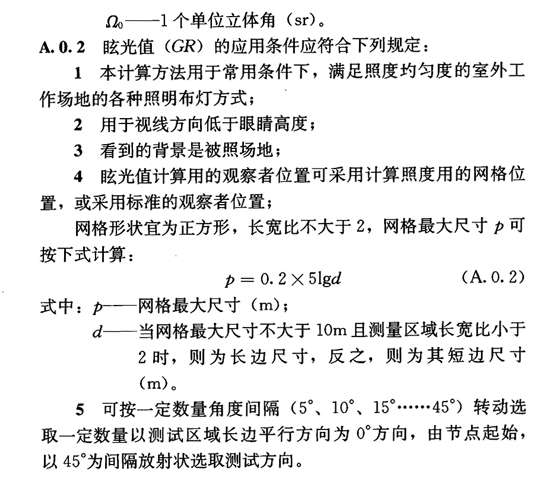 Ω₀——1个单位立体角（sr）。
A.0.2 眩光值（GR）的应用条件应符合下列规定：
1 本计算方法用于常用条件下，满足照度均匀度的室外工
作场地的各种照明布灯方式；
2 用于视线方向低于眼睛高度；
3 看到的背景是被照场地；
4 眩光值计算用的观察者位置可采用计算照度用的网格位
置，或采用标准的观察者位置；
网格形状宜为正方形，长宽比不大于2，网格最大尺寸 p 可
按下式计算：
p = 0.2 × 5lgd （A.0.2）
式中：p——网格最大尺寸（m）；
d——当网格最大尺寸不大于10m且测量区域长宽比小于
2时，则为长边尺寸，反之，则为其短边尺寸
（m）。
5 可按一定数量角度间隔（5°、10°、15°……45°）转动选
取一定数量以测试区域长边平行方向为0°方向，由节点起始，
以45°为间隔放射状选取测试方向。